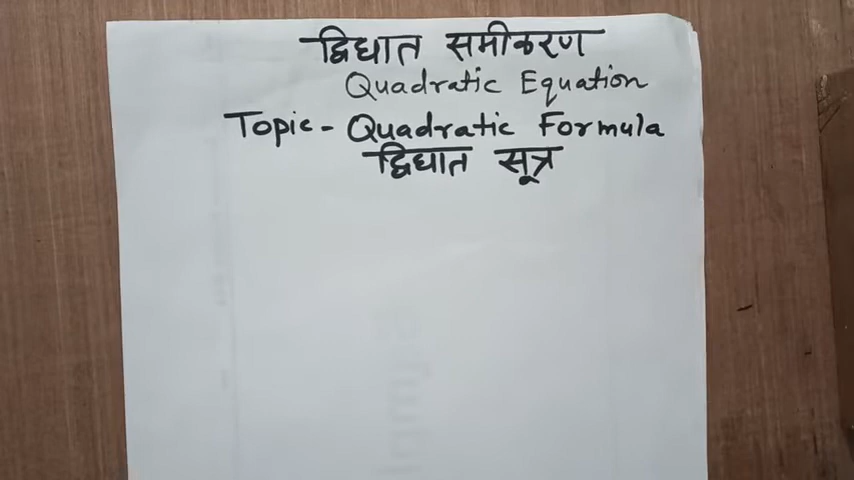 द्विघात समीकरण
Quadratic Equation
Topic - Quadratic Formula
द्विघात सूत्र